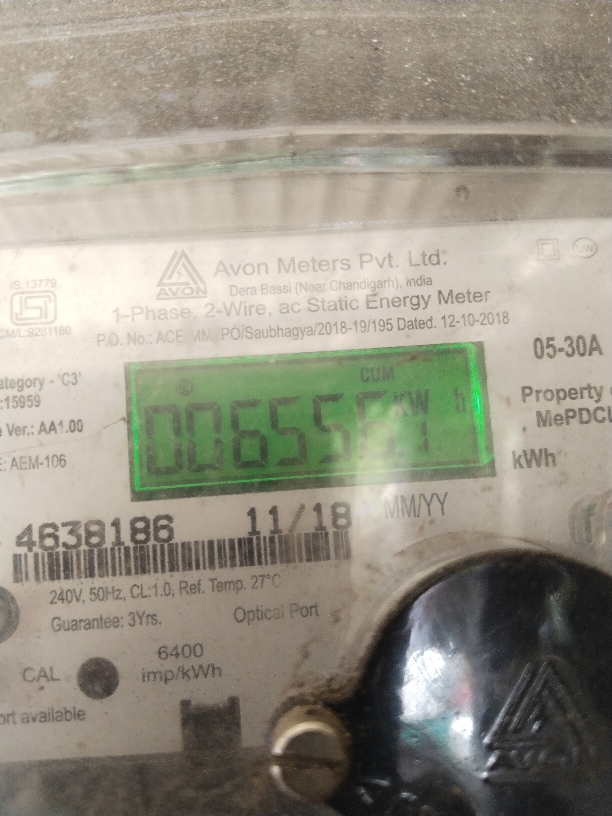 Avon Meters Pvt. Ltd.
AVON
Dera Bassi (Near Chandigarh), India
1-Phase, 2-Wire, ac Static Energy Meter
P.O. No.: ACE MM PO/Saubhagya/2018-19/195 Dated. 12-10-2018
IS:13779
CM/L:9281180
ategory - 'C3'
:15959
e Ver.: AA1.00
E: AEM-106
CUM
kW h
05-30A
Property
MePDCL
kWh
4638186 11/18 MM/YY
240V, 50Hz, CL:1.0, Ref. Temp. 27°C
Guarantee: 3Yrs.
Optical Port
CAL
6400
imp/kWh
ort available
AVON